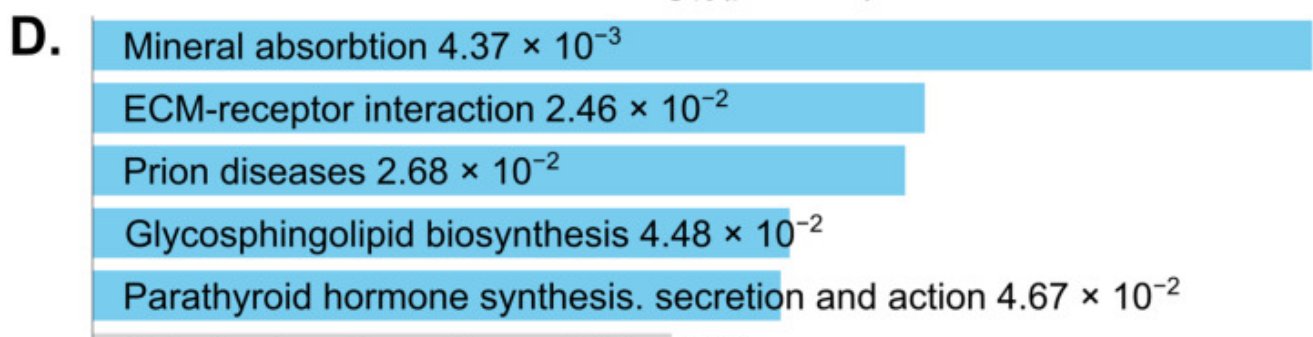 D.
Mineral absorbtion 4.37 × 10⁻³
ECM-receptor interaction 2.46 × 10⁻²
Prion diseases 2.68 × 10⁻²
Glycosphingolipid biosynthesis 4.48 × 10⁻²
Parathyroid hormone synthesis. secretion and action 4.67 × 10⁻²